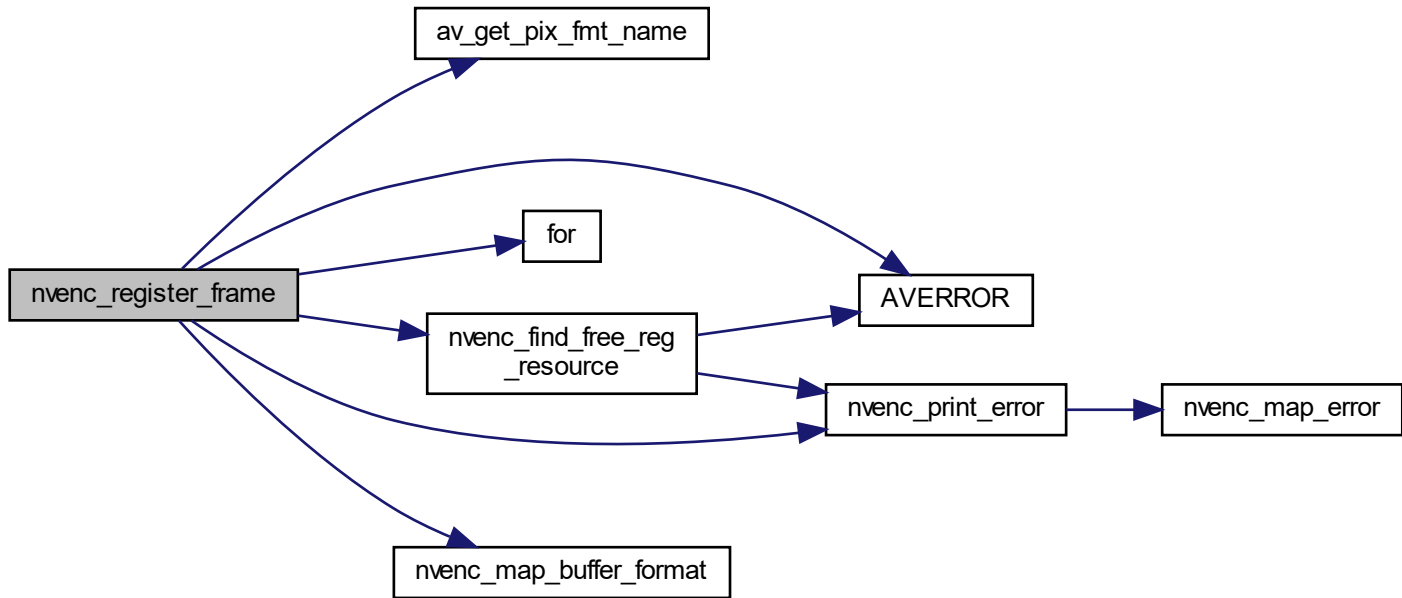 av_get_pix_fmt_name
for
nvenc_register_frame
AVERROR
nvenc_find_free_reg
_resource
nvenc_print_error
nvenc_map_error
nvenc_map_buffer_format